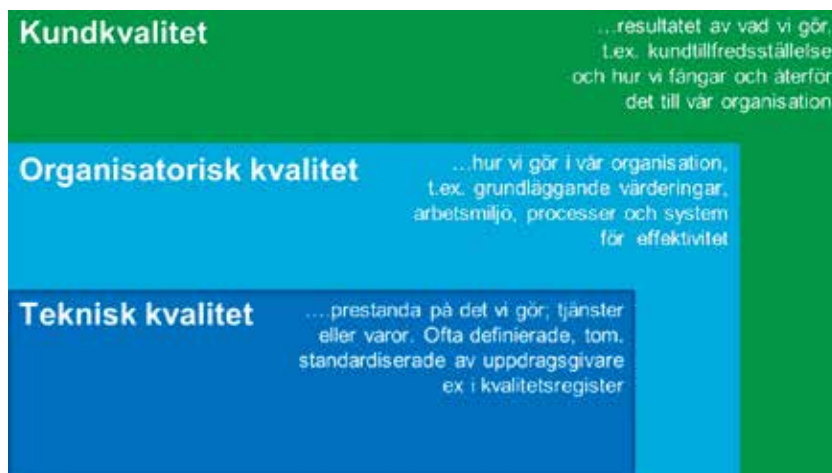 Kundkvalitet
…resultatet av vad vi gör,
t.ex. kundtillfredsställelse
och hur vi fångar och återför
det till vår organisation
Organisatorisk kvalitet
…hur vi gör i vår organisation,
t.ex. grundläggande värderingar,
arbetsmiljö, processer och system
för effektivitet
Teknisk kvalitet
….prestanda på det vi gör; tjänster
eller varor. Ofta definierade, tom.
standardiserade av uppdragsgivare
ex i kvalitetsregister